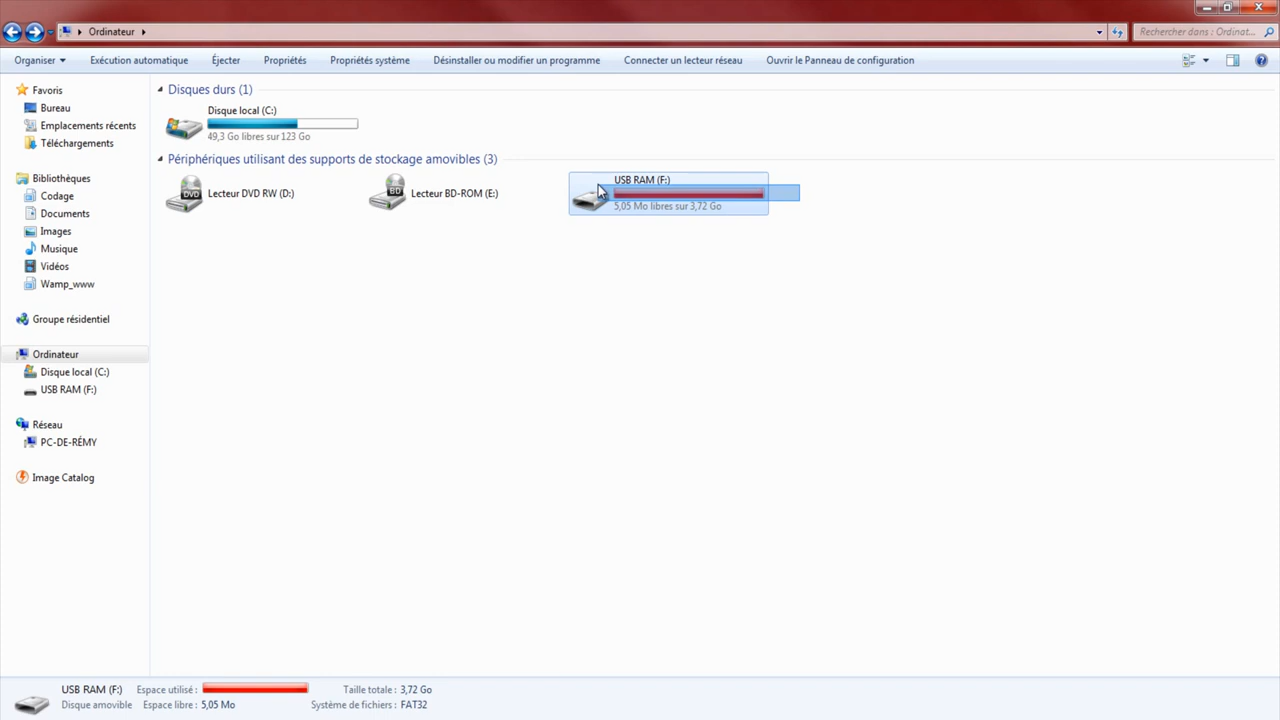 Ordinateur
Rechercher dans : Ordinat...
Organiser
Exécution automatique
Éjecter
Propriétés
Propriétés système
Désinstaller ou modifier un programme
Connecter un lecteur réseau
Ouvrir le Panneau de configuration
Favoris
Bureau
Emplacements récents
Téléchargements
Bibliothèques
Codage
Documents
Images
Musique
Vidéos
Wamp_www
Groupe résidentiel
Ordinateur
Disque local (C:)
USB RAM (F:)
Réseau
PC-DE-RÉMY
Image Catalog
Disques durs (1)
Disque local (C:)
49,3 Go libres sur 123 Go
Périphériques utilisant des supports de stockage amovibles (3)
DVD
Lecteur DVD RW (D:)
BD
Lecteur BD-ROM (E:)
USB RAM (F:)
5,05 Mo libres sur 3,72 Go
USB RAM (F:) Espace utilisé : Taille totale : 3,72 Go
Disque amovible Espace libre : 5,05 Mo Système de fichiers : FAT32